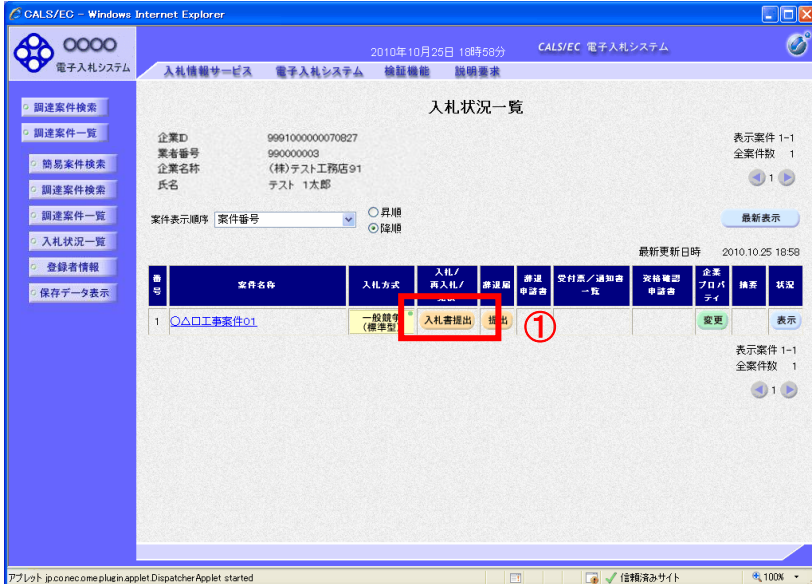 CALS/EC - Windows Internet Explorer
OOOO
電子入札システム
2010年10月25日 18時58分
CALS/EC 電子入札システム
入札情報サービス
電子入札システム
検証機能
説明要求
調達案件検索
調達案件一覧
簡易案件検索
調達案件検索
調達案件一覧
入札状況一覧
登録者情報
保存データ表示
入札状況一覧
企業ID 9991000000070827
業者番号 990000003
企業名称 (株)テスト工務店91
氏名 テスト 1太郎
表示案件 1-1
全案件数 1
1
案件表示順序 案件番号
昇順
降順
最新表示
最新更新日時 2010.10.25 18:58
番号 案件名称 入札方式 入札/再入札/ 辞退届 辞退申請書 受付票/通知書一覧 資格確認申請書 企業プロパティ 摘要 状況
1 〇△口工事案件01 一般競争(標準型) 入札書提出 提出 ① 変更 表示
表示案件 1-1
全案件数 1
1
アプレット jp.co.nec.ome.plugin.applet.DispatcherApplet started
信頼済みサイト
100%